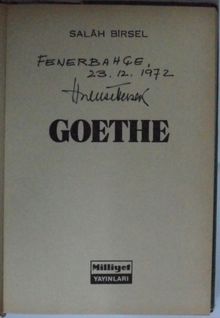 SALÂH BİRSEL
FENERBAHÇE,
23.12.1972
GOETHE
Milliyet
YAYINLARI